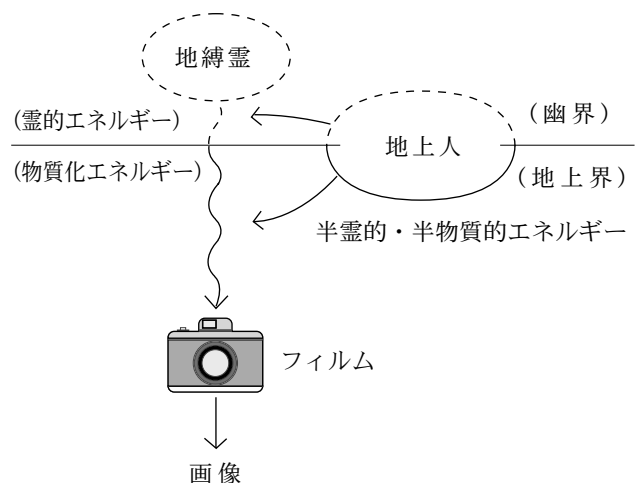 地縛霊
(霊的エネルギー)
(幽界)
地上人
(物質化エネルギー)
(地上界)
半霊的・半物質的エネルギー
フィルム
画像